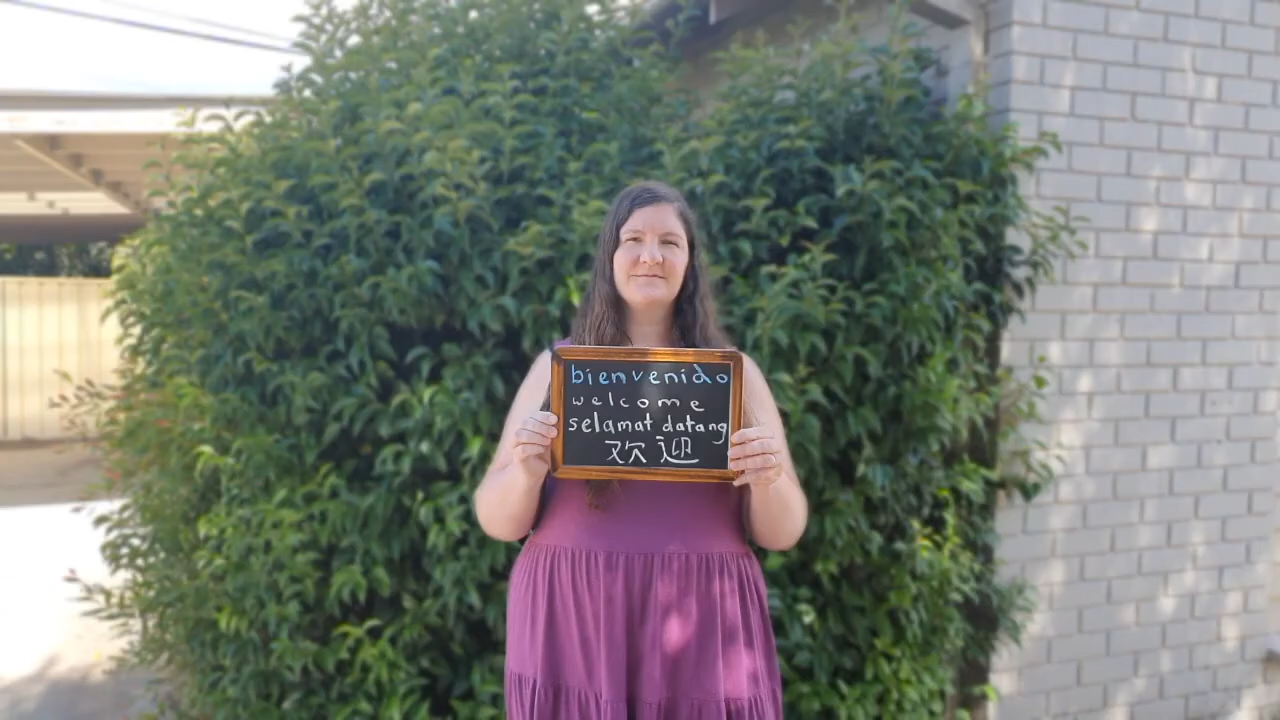 bienvenido
welcome
selamat datang
欢迎